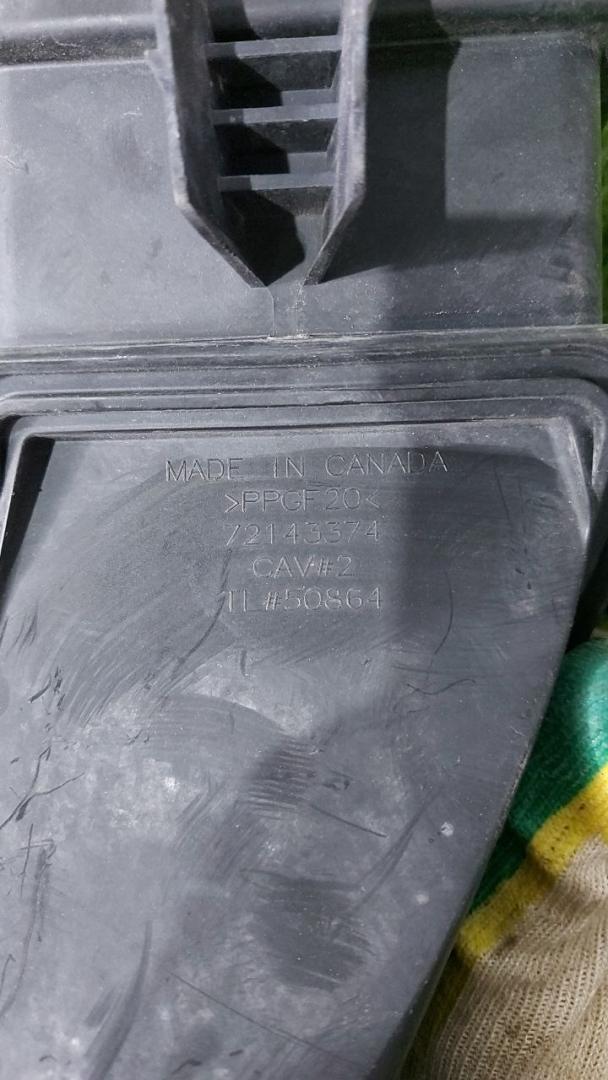 MADE IN CANADA
>PPGF20<
72143374
CAV#2
TL#50864